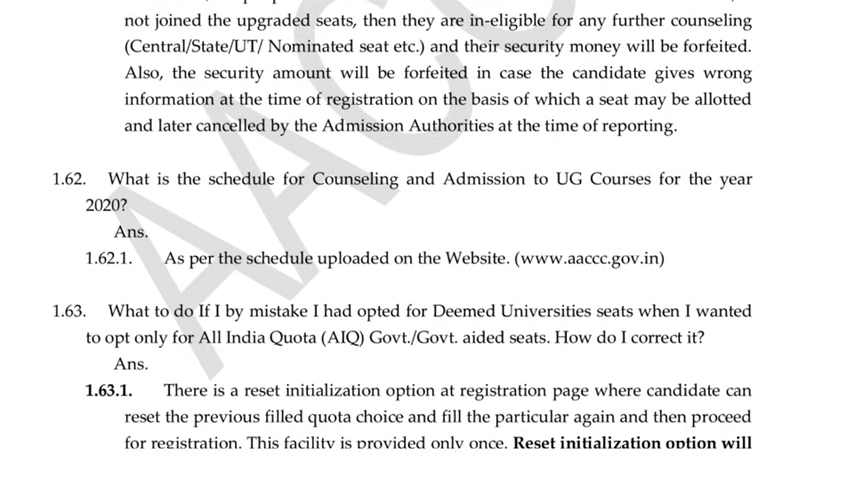 not joined the upgraded seats, then they are in-eligible for any further counseling
(Central/State/UT/ Nominated seat etc.) and their security money will be forfeited.
Also, the security amount will be forfeited in case the candidate gives wrong
information at the time of registration on the basis of which a seat may be allotted
and later cancelled by the Admission Authorities at the time of reporting.
1.62. What is the schedule for Counseling and Admission to UG Courses for the year
2020?
Ans.
1.62.1. As per the schedule uploaded on the Website. (www.aaccc.gov.in)
1.63. What to do If I by mistake I had opted for Deemed Universities seats when I wanted
to opt only for All India Quota (AIQ) Govt./Govt. aided seats. How do I correct it?
Ans.
1.63.1. There is a reset initialization option at registration page where candidate can
reset the previous filled quota choice and fill the particular again and then proceed
for registration. This facility is provided only once. Reset initialization option will